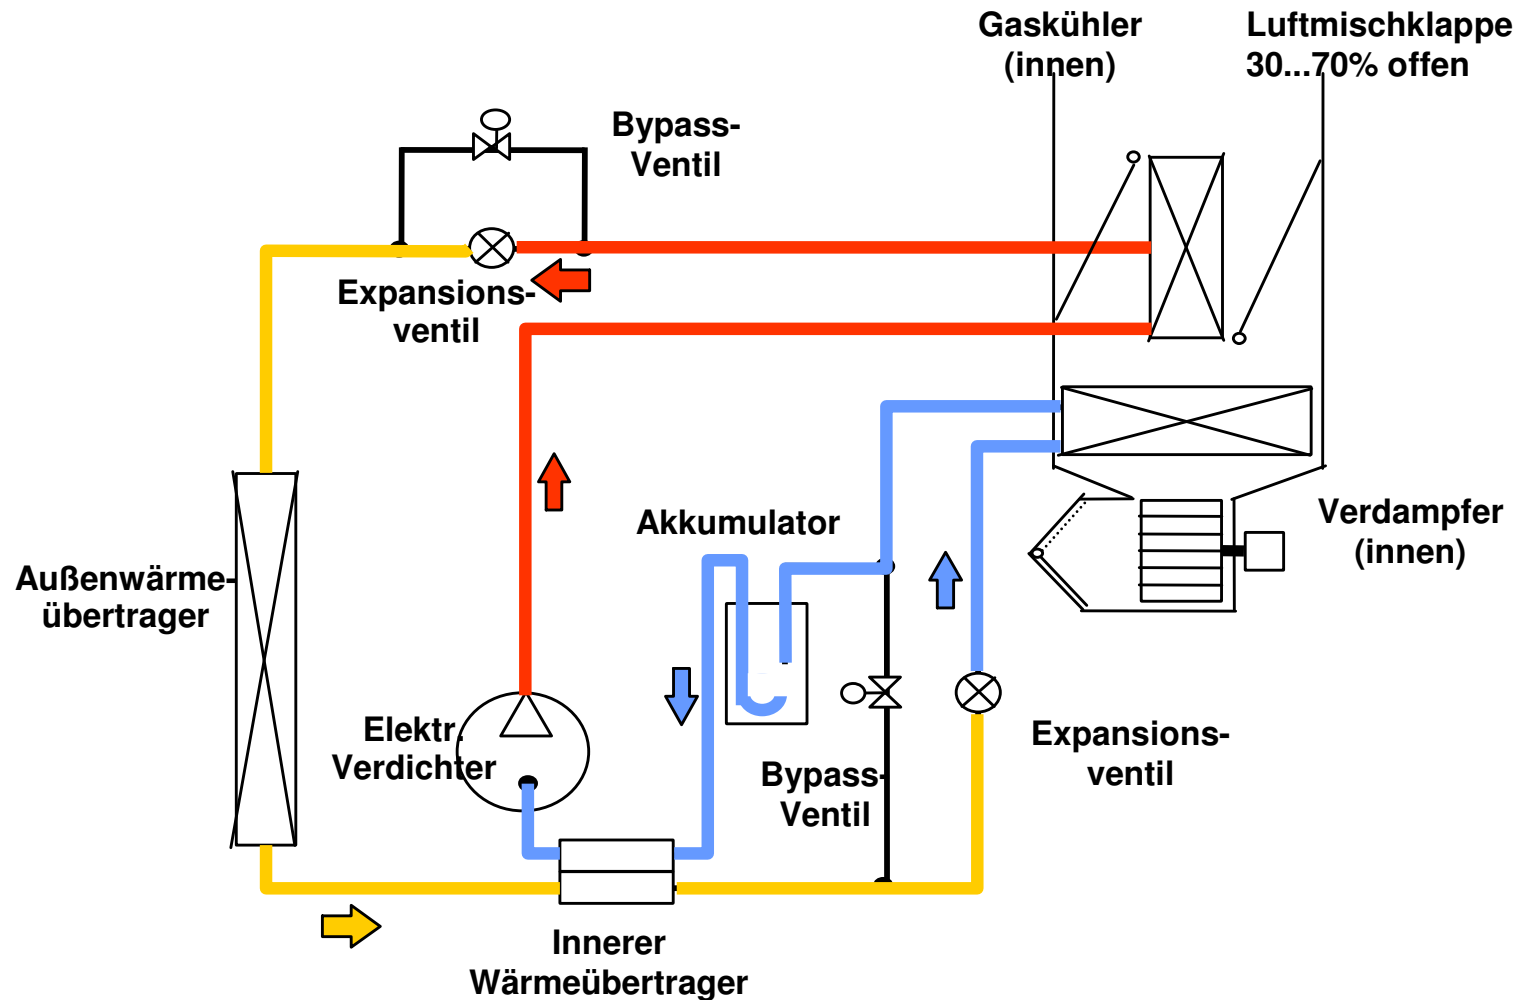 Gaskühler
(innen)
Luftmischklappe
30...70% offen
Bypass-
Ventil
Expansions-
ventil
Akkumulator
Verdampfer
(innen)
Außenwärme-
übertrager
Elektr.
Verdichter
Bypass-
Ventil
Expansions-
ventil
Innerer
Wärmeübertrager